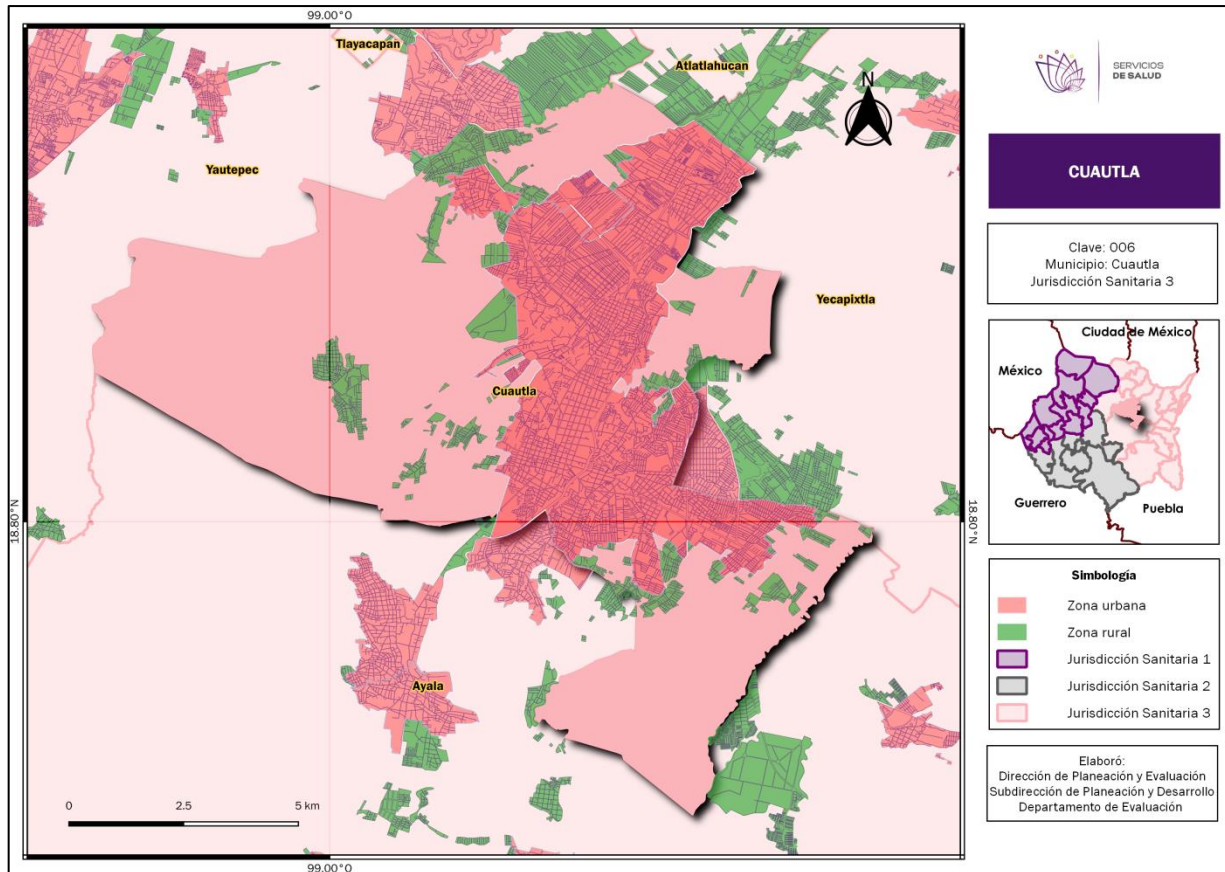 99.00°O
Tlayacapan
Atlatlahucan
N
Yautepec
Yecapixtla
Cuautla
18.80°N
18.80°N
Ayala
0 2.5 5 km
99.00°O
SERVICIOS
DE SALUD
CUAUTLA
Clave: 006
Municipio: Cuautla
Jurisdicción Sanitaria 3
Ciudad de México
México
Guerrero
Puebla
Simbología
Zona urbana
Zona rural
Jurisdicción Sanitaria 1
Jurisdicción Sanitaria 2
Jurisdicción Sanitaria 3
Elaboró:
Dirección de Planeación y Evaluación
Subdirección de Planeación y Desarrollo
Departamento de Evaluación